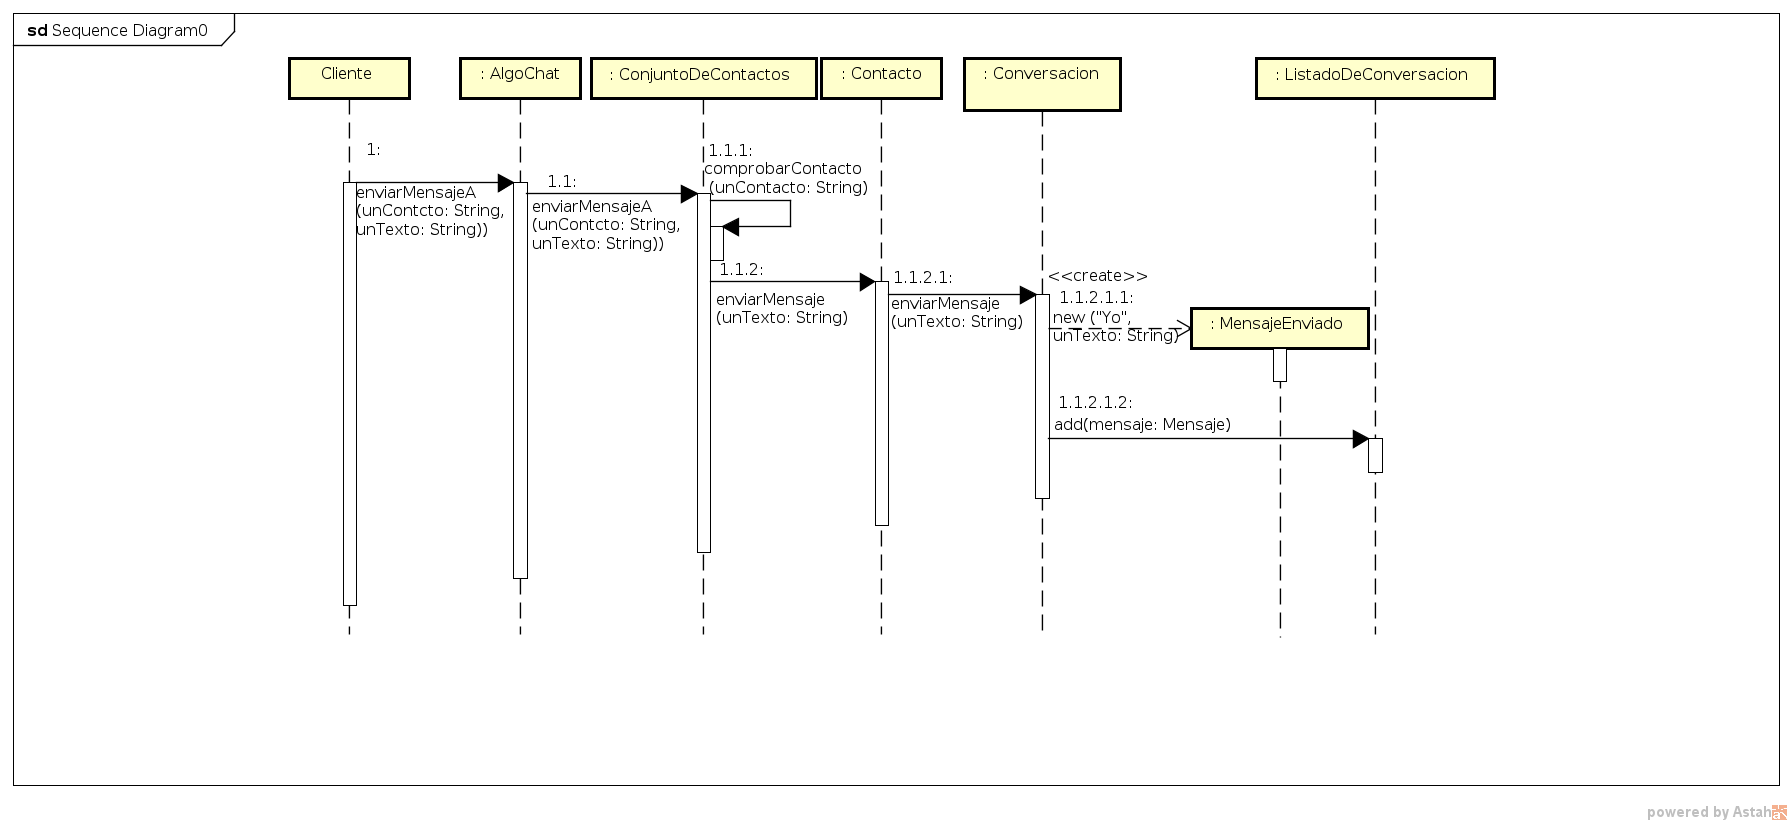 sd Sequence Diagram0
Cliente
: AlgoChat
: ConjuntoDeContactos
: Contacto
: Conversacion
: ListadoDeConversacion
1:
enviarMensajeA
(unContcto: String,
unTexto: String))
1.1:
enviarMensajeA
(unContcto: String,
unTexto: String))
1.1.1:
comprobarContacto
(unContacto: String)
1.1.2:
enviarMensaje
(unTexto: String)
1.1.2.1:
enviarMensaje
(unTexto: String)
<<create>>
1.1.2.1.1:
new ("Yo",
unTexto: String)
: MensajeEnviado
1.1.2.1.2:
add(mensaje: Mensaje)
powered by Astah